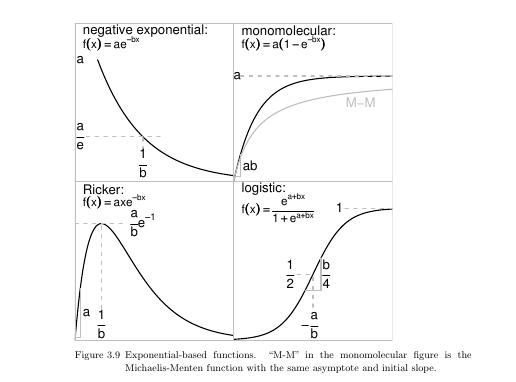 negative exponential:
f(x) = ae^{−bx}
a
a/e
1/b
monomolecular:
f(x) = a(1−e^{−bx})
a
M–M
ab
Ricker:
f(x) = axe^{−bx}
a/b e^{−1}
a
1/b
logistic:
f(x) = e^{a+bx}/(1+e^{a+bx})
1
1/2
b/4
−a/b
Figure 3.9 Exponential-based functions. “M-M” in the monomolecular figure is the
Michaelis-Menten function with the same asymptote and initial slope.